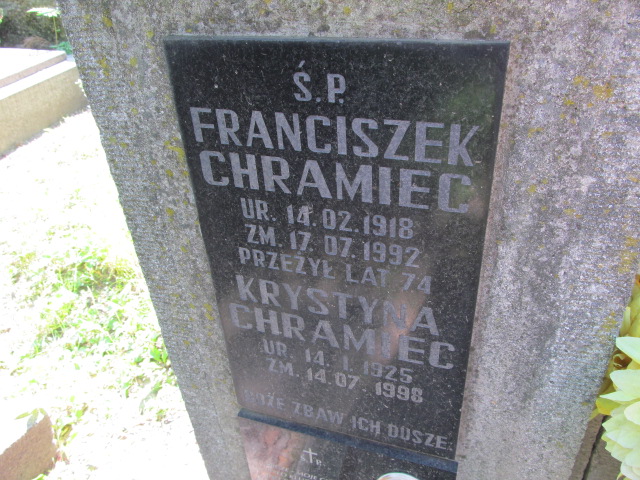 Ś.P.
FRANCISZEK
CHRAMIEC
UR. 14.02.1918
ZM. 17.07.1992
PRZEŻYŁ LAT 74
KRYSTYNA
CHRAMIEC
UR. 14.1.1925
ZM. 14.07.1998
BOŻE ZBAW ICH DUSZE.